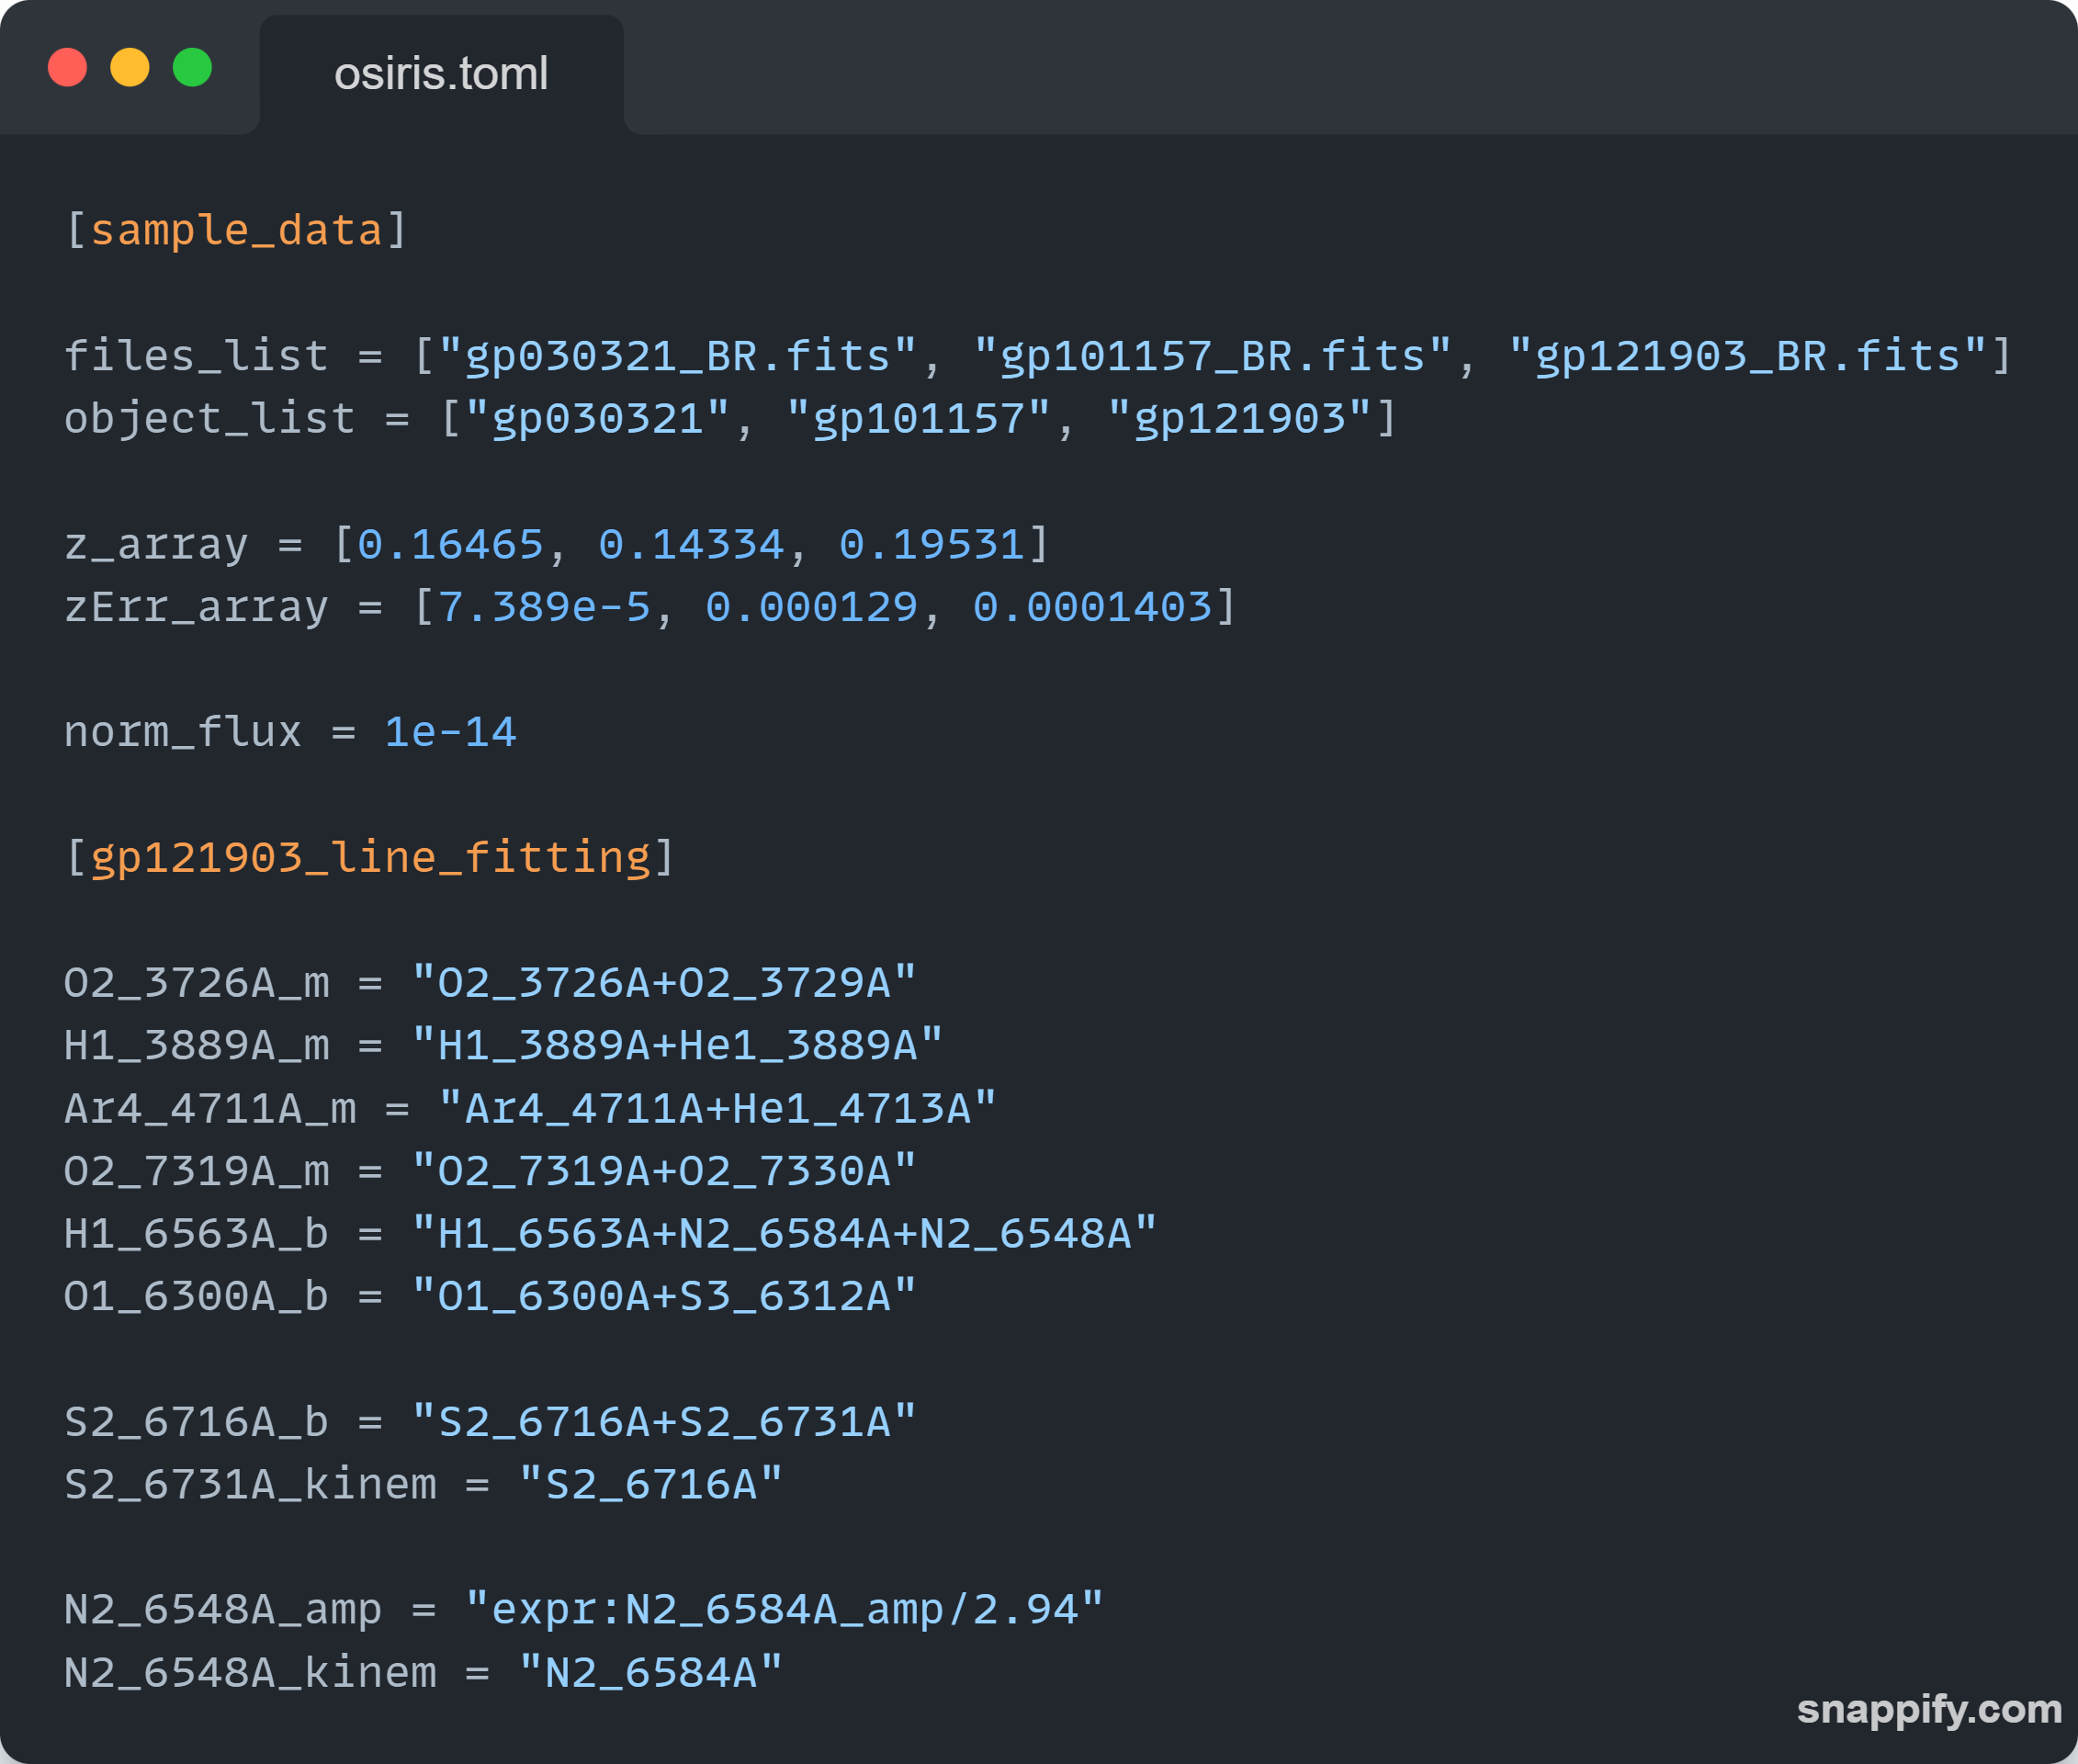 osiris.toml
[sample_data]
files_list = ["gp030321_BR.fits", "gp101157_BR.fits", "gp121903_BR.fits"]
object_list = ["gp030321", "gp101157", "gp121903"]
z_array = [0.16465, 0.14334, 0.19531]
zErr_array = [7.389e-5, 0.000129, 0.0001403]
norm_flux = 1e-14
[gp121903_line_fitting]
O2_3726A_m = "O2_3726A+O2_3729A"
H1_3889A_m = "H1_3889A+He1_3889A"
Ar4_4711A_m = "Ar4_4711A+He1_4713A"
O2_7319A_m = "O2_7319A+O2_7330A"
H1_6563A_b = "H1_6563A+N2_6584A+N2_6548A"
O1_6300A_b = "O1_6300A+S3_6312A"
S2_6716A_b = "S2_6716A+S2_6731A"
S2_6731A_kinem = "S2_6716A"
N2_6548A_amp = "expr:N2_6584A_amp/2.94"
N2_6548A_kinem = "N2_6584A"
snappify.com